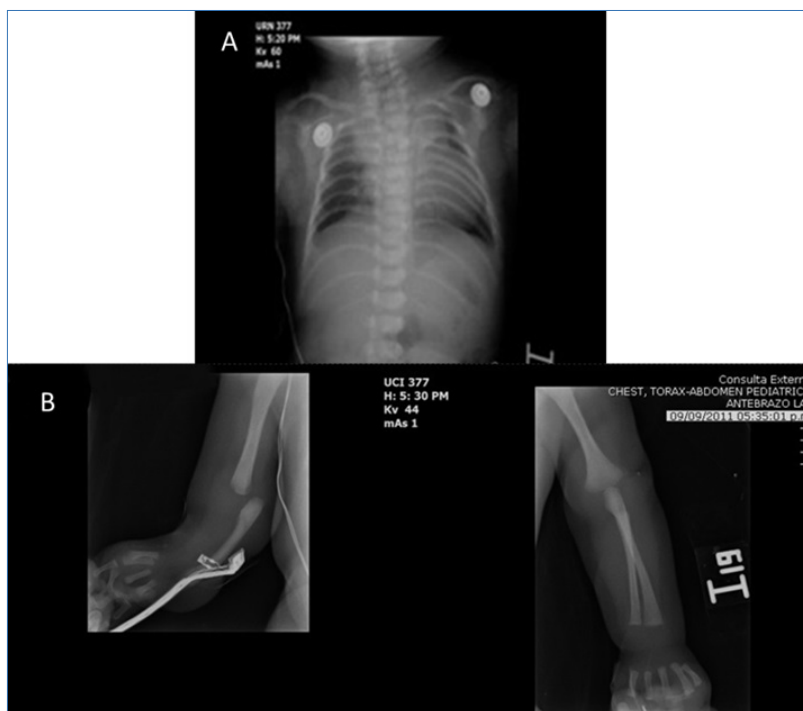 URN 377
H: 5:20 PM
Kv 60
mAs 1
A
I
B
UCI 377
H: 5: 30 PM
Kv 44
mAs 1
Consulta Extern
CHEST, TORAX-ABDOMEN PEDIATRIC
ANTEBRAZO LA
09/09/2011 05:35:01 p.m